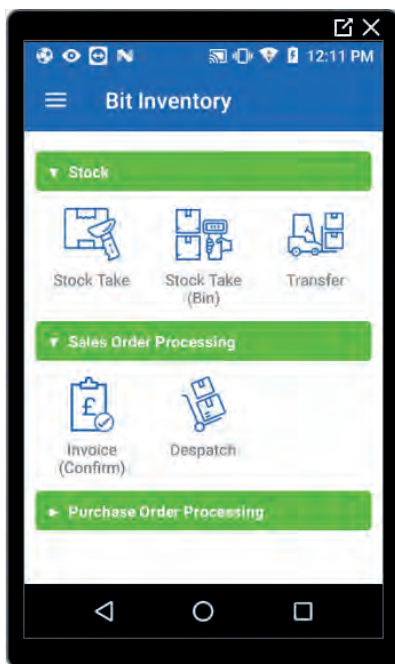 12:11 PM
Bit Inventory
Stock
Stock Take
Stock Take
(Bin)
Transfer
Sales Order Processing
£
Invoice
(Confirm)
Despatch
Purchase Order Processing